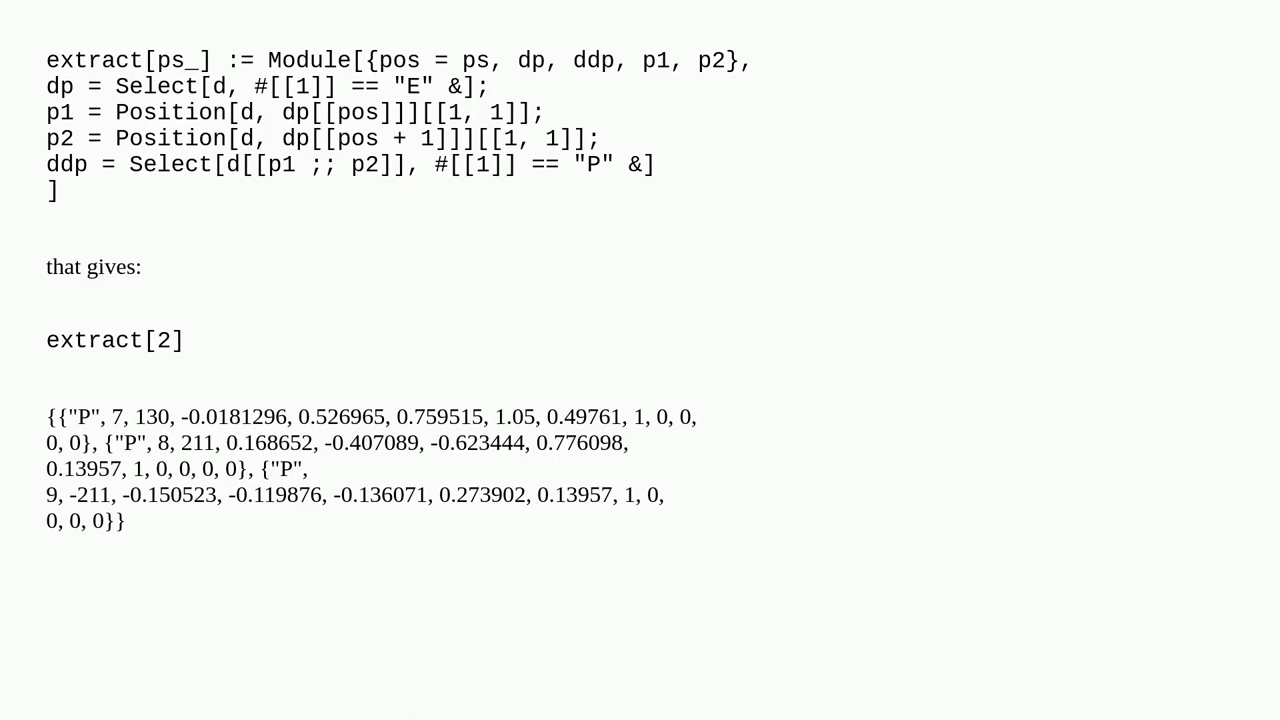 extract[ps_] := Module[{pos = ps, dp, ddp, p1, p2},
dp = Select[d, #[[1]] == "E" &];
p1 = Position[d, dp[[pos]]][[1, 1]];
p2 = Position[d, dp[[pos + 1]]][[1, 1]];
ddp = Select[d[[p1 ;; p2]], #[[1]] == "P" &]
]
that gives:
extract[2]
{{"P", 7, 130, -0.0181296, 0.526965, 0.759515, 1.05, 0.49761, 1, 0, 0,
0, 0}, {"P", 8, 211, 0.168652, -0.407089, -0.623444, 0.776098,
0.13957, 1, 0, 0, 0, 0}, {"P",
9, -211, -0.150523, -0.119876, -0.136071, 0.273902, 0.13957, 1, 0,
0, 0, 0}}